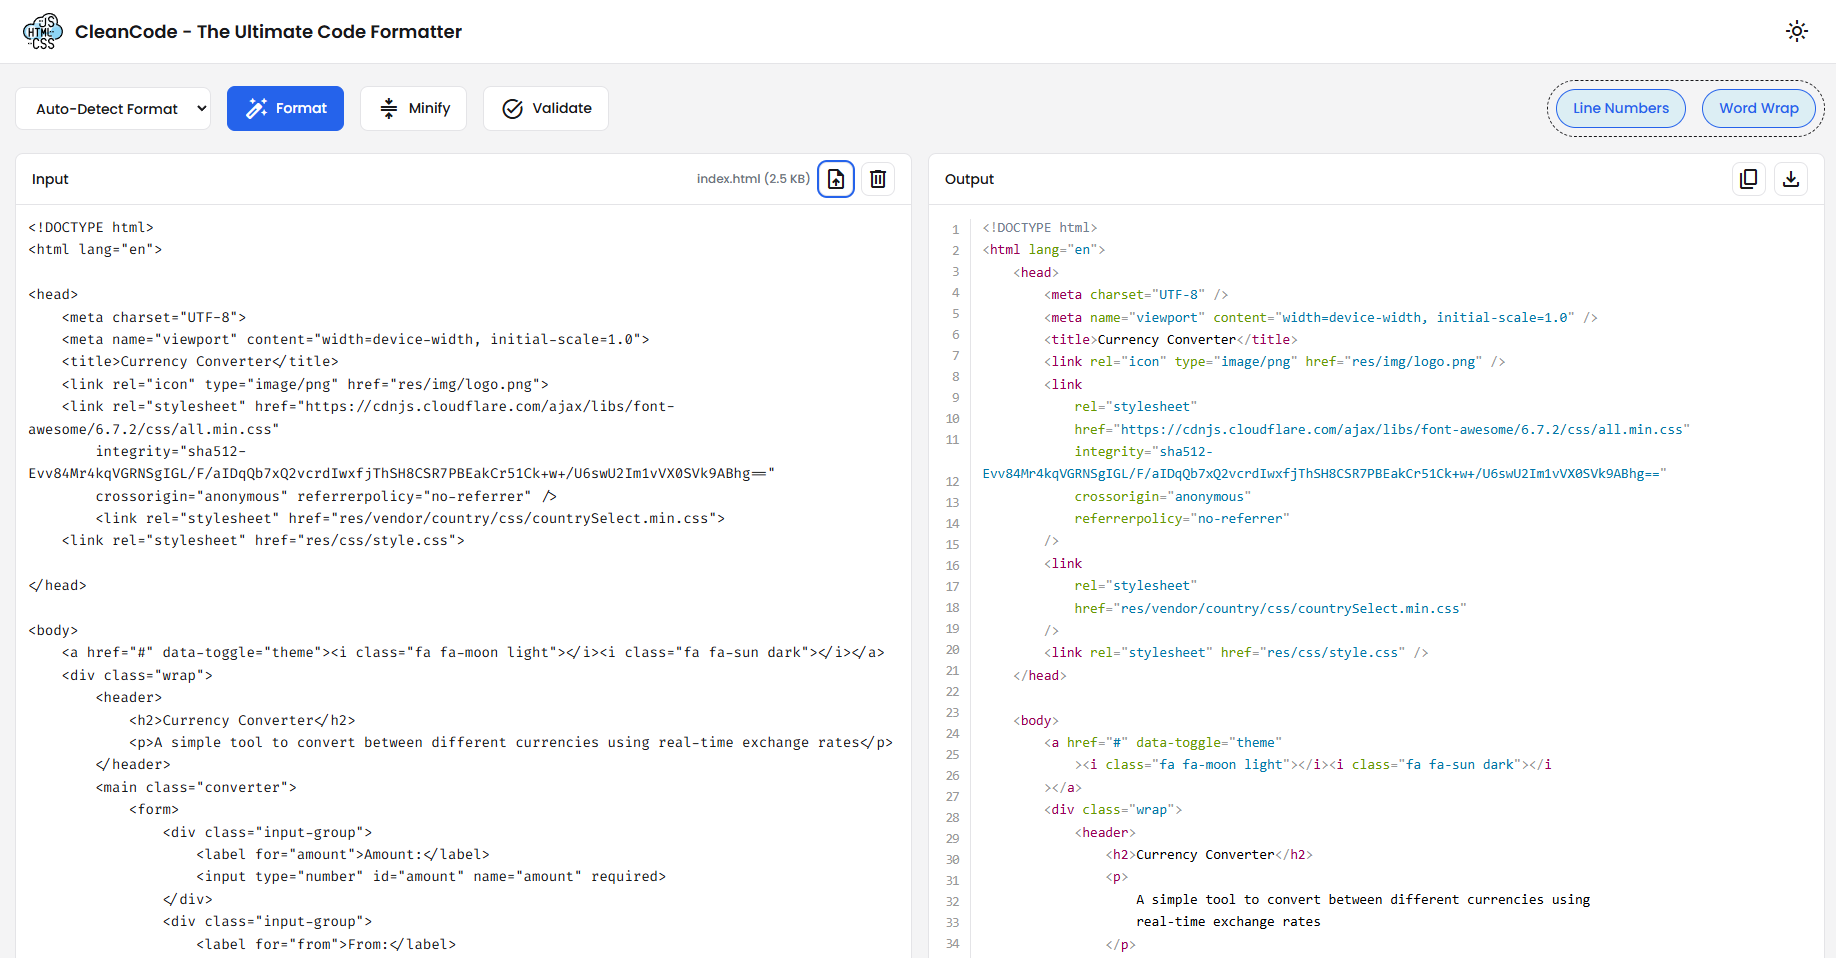 JS
HTML
CSS
CleanCode - The Ultimate Code Formatter
Auto-Detect Format
Format
Minify
Validate
Line Numbers
Word Wrap
Input
index.html (2.5 KB)
<!DOCTYPE html>
<html lang="en">
<head>
<meta charset="UTF-8">
<meta name="viewport" content="width=device-width, initial-scale=1.0">
<title>Currency Converter</title>
<link rel="icon" type="image/png" href="res/img/logo.png">
<link rel="stylesheet" href="https://cdnjs.cloudflare.com/ajax/libs/font-
awesome/6.7.2/css/all.min.css"
integrity="sha512-
Evv84Mr4kqVGRNSgIGL/F/aIDqQb7xQ2vcrdIwxfjThSH8CSR7PBEakCr51Ck+w+/U6swU2Im1vVX0SVk9ABhg=="
crossorigin="anonymous" referrerpolicy="no-referrer" />
<link rel="stylesheet" href="res/vendor/country/css/countrySelect.min.css">
<link rel="stylesheet" href="res/css/style.css">
</head>
<body>
<a href="#" data-toggle="theme"><i class="fa fa-moon light"></i><i class="fa fa-sun dark"></i></a>
<div class="wrap">
<header>
<h2>Currency Converter</h2>
<p>A simple tool to convert between different currencies using real-time exchange rates</p>
</header>
<main class="converter">
<form>
<div class="input-group">
<label for="amount">Amount:</label>
<input type="number" id="amount" name="amount" required>
</div>
<div class="input-group">
<label for="from">From:</label>
Output
1
2
3
4
5
6
7
8
9
10
11
12
13
14
15
16
17
18
19
20
21
22
23
24
25
26
27
28
29
30
31
32
33
34
<!DOCTYPE html>
<html lang="en">
<head>
<meta charset="UTF-8" />
<meta name="viewport" content="width=device-width, initial-scale=1.0" />
<title>Currency Converter</title>
<link rel="icon" type="image/png" href="res/img/logo.png" />
<link
rel="stylesheet"
href="https://cdnjs.cloudflare.com/ajax/libs/font-awesome/6.7.2/css/all.min.css"
integrity="sha512-
Evv84Mr4kqVGRNSgIGL/F/aIDqQb7xQ2vcrdIwxfjThSH8CSR7PBEakCr51Ck+w+/U6swU2Im1vVX0SVk9ABhg=="
crossorigin="anonymous"
referrerpolicy="no-referrer"
/>
<link
rel="stylesheet"
href="res/vendor/country/css/countrySelect.min.css"
/>
<link rel="stylesheet" href="res/css/style.css" />
</head>
<body>
<a href="#" data-toggle="theme"
><i class="fa fa-moon light"></i><i class="fa fa-sun dark"></i
></a>
<div class="wrap">
<header>
<h2>Currency Converter</h2>
<p>
A simple tool to convert between different currencies using
real-time exchange rates
</p>